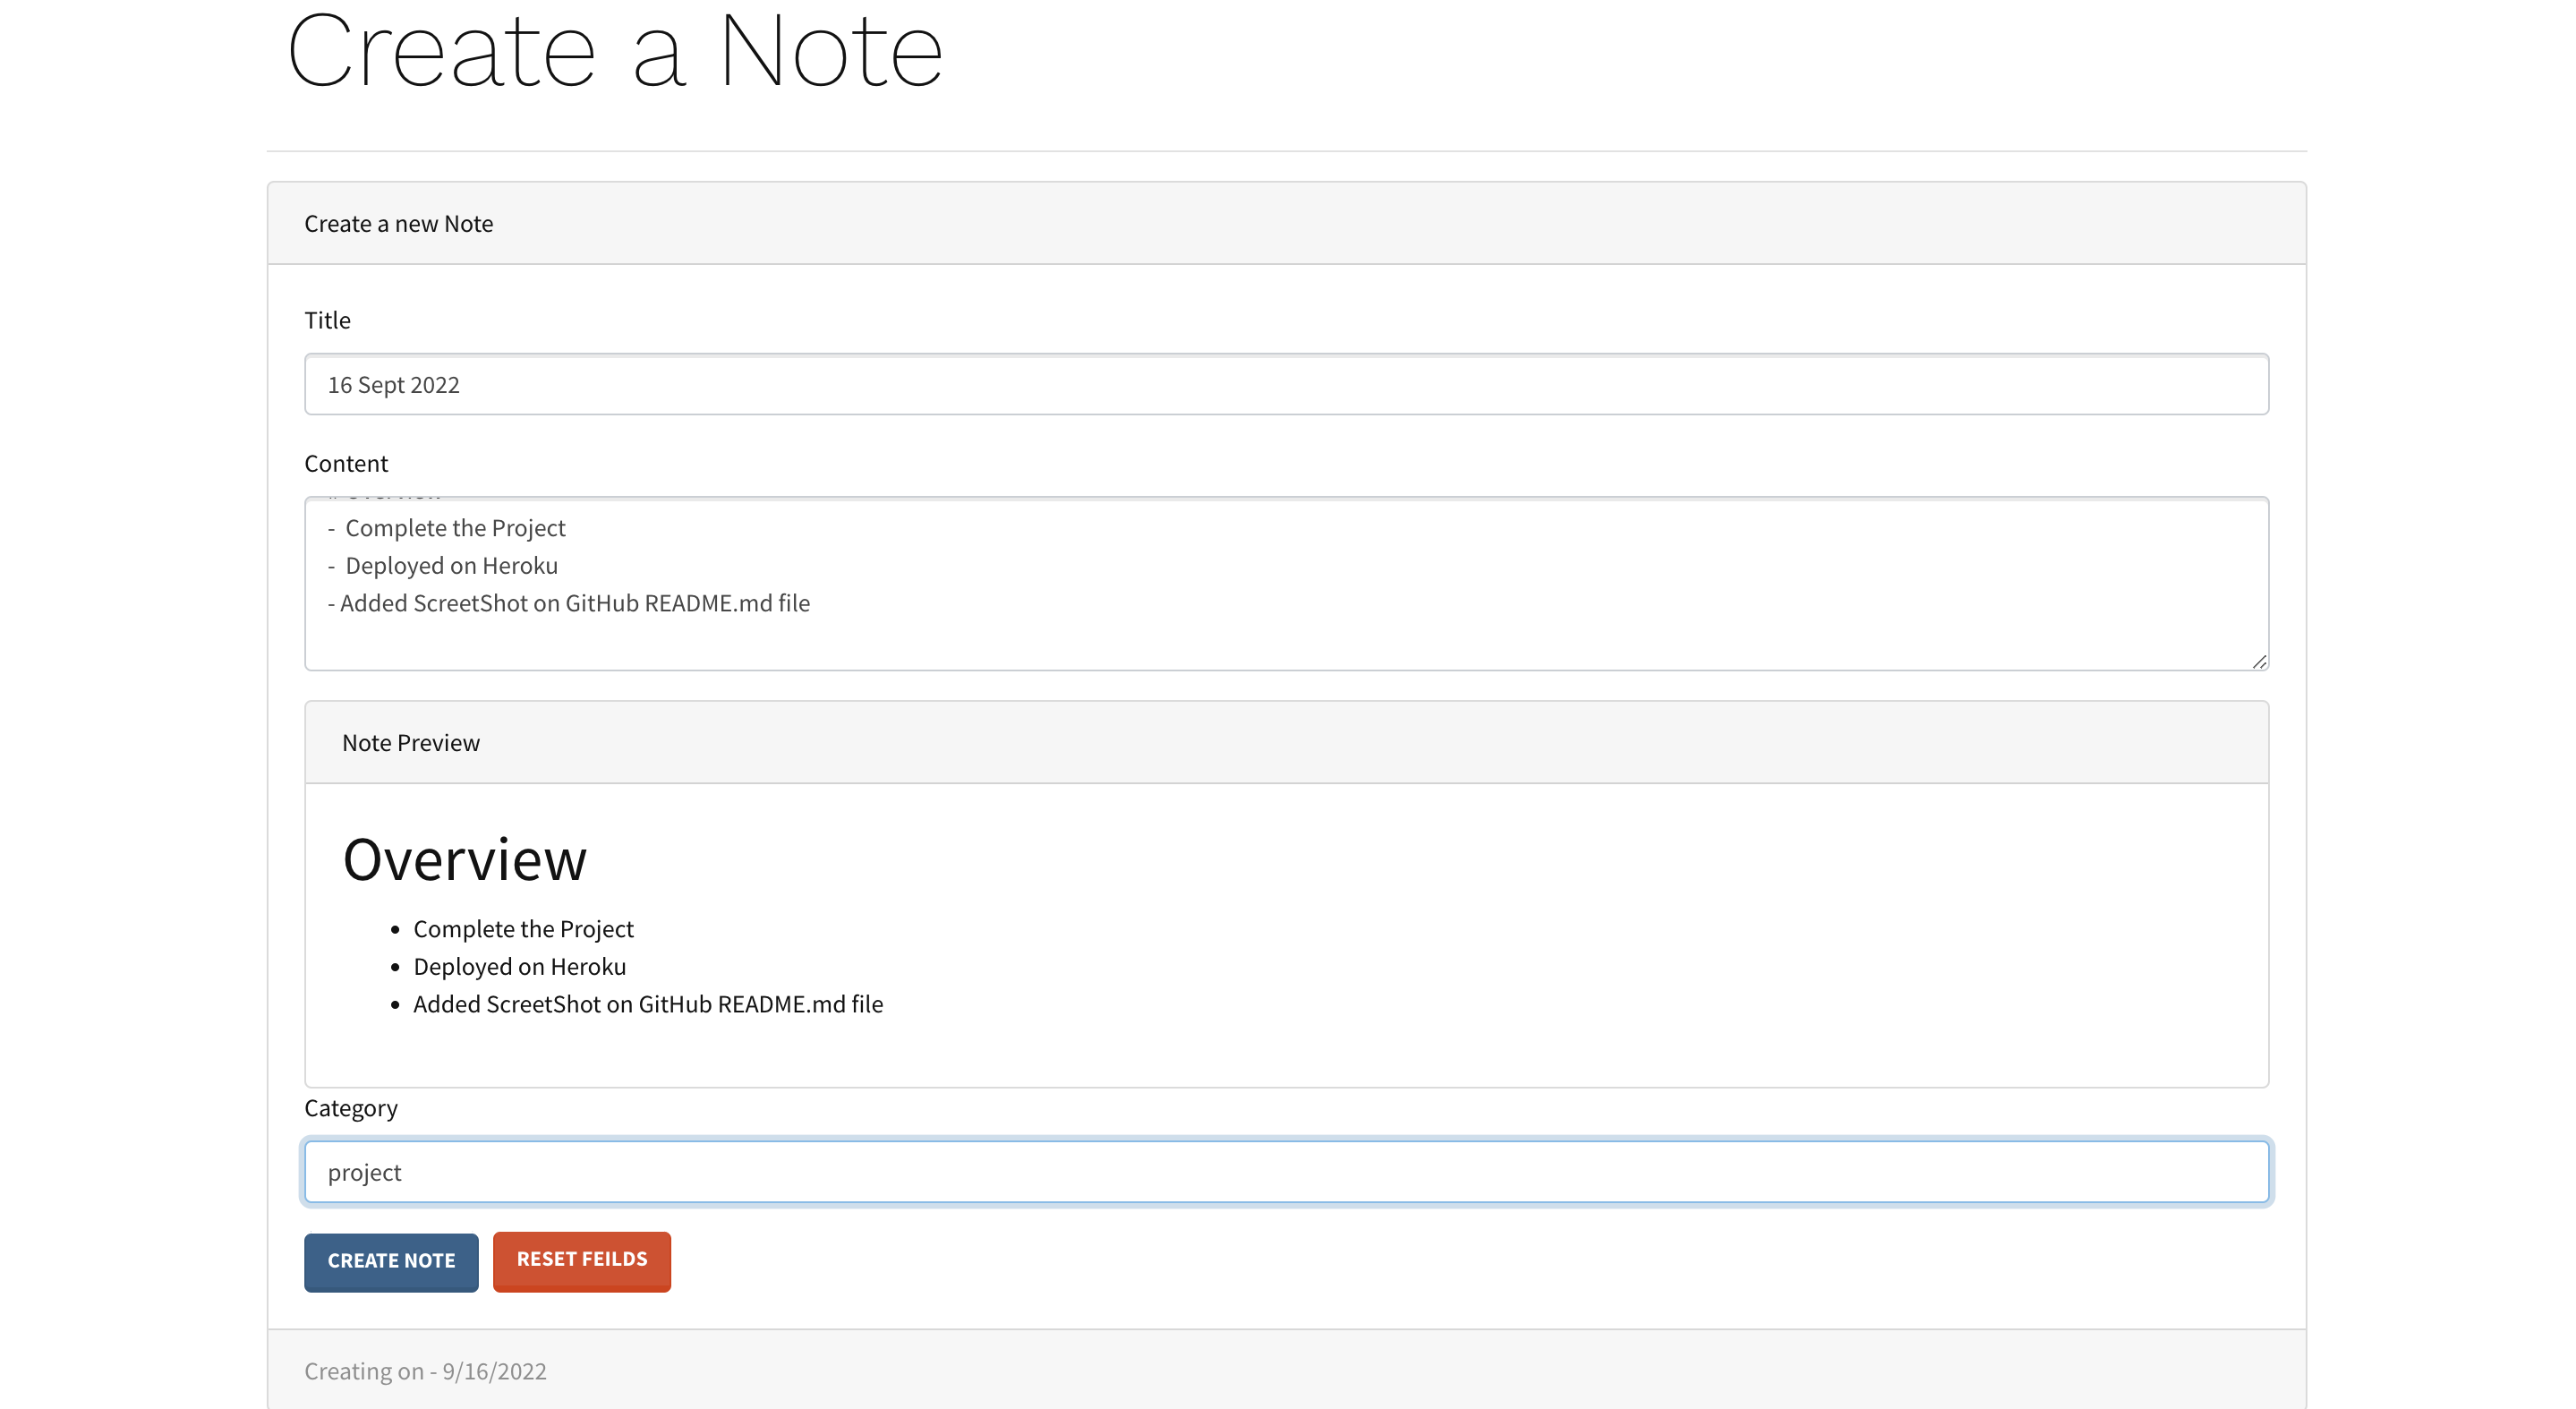 Create a Note
Create a new Note
Title
16 Sept 2022
Content
- Complete the Project
- Deployed on Heroku
- Added ScreetShot on GitHub README.md file
Note Preview
Overview
Complete the Project
Deployed on Heroku
Added ScreetShot on GitHub README.md file
Category
project
CREATE NOTE RESET FEILDS
Creating on - 9/16/2022